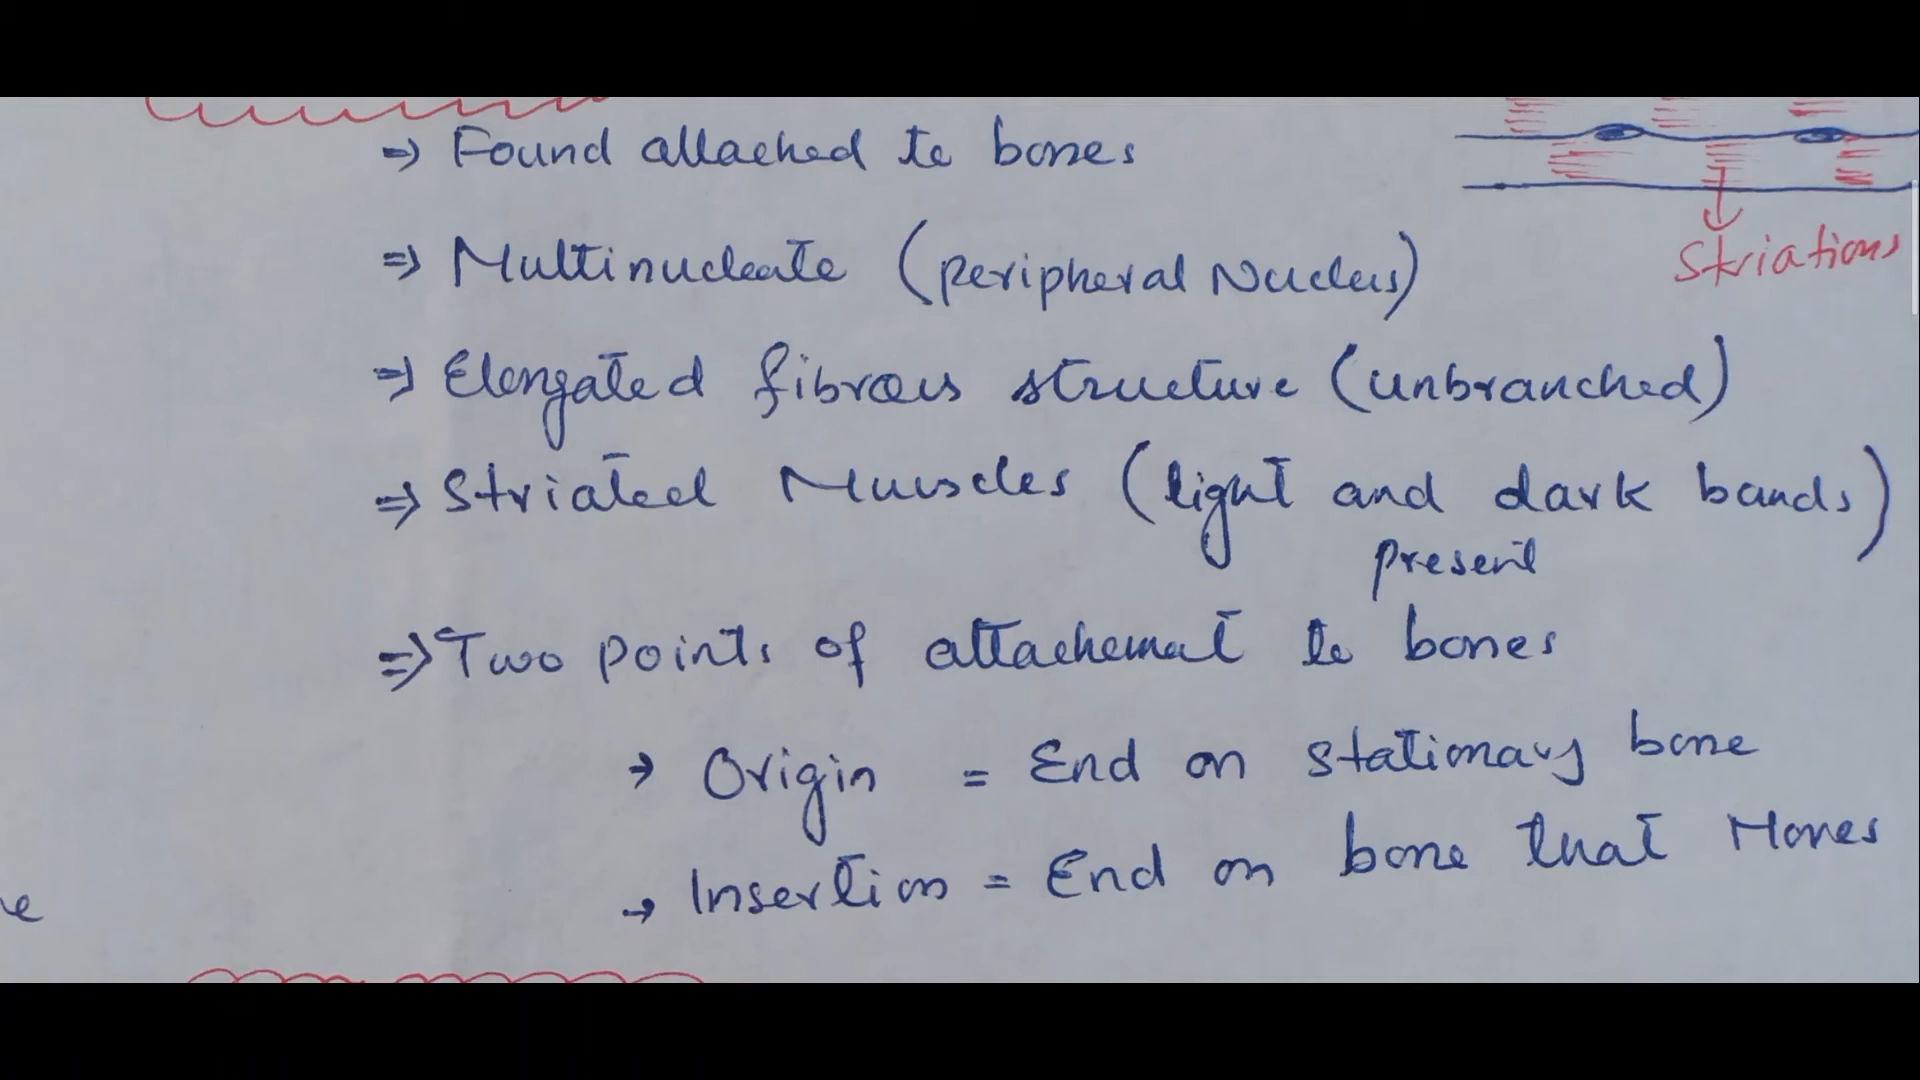 ⇒ Found attached to bones
⇒ Multinucleate (peripheral Nucleus)
Striations
⇒ Elongated fibrous structure (unbranched)
⇒ Striated Muscles (light and dark bands)
present
⇒ Two points of attachemat to bones
→ Origin = End on stationary bone
→ Insertion = End on bone that Moves